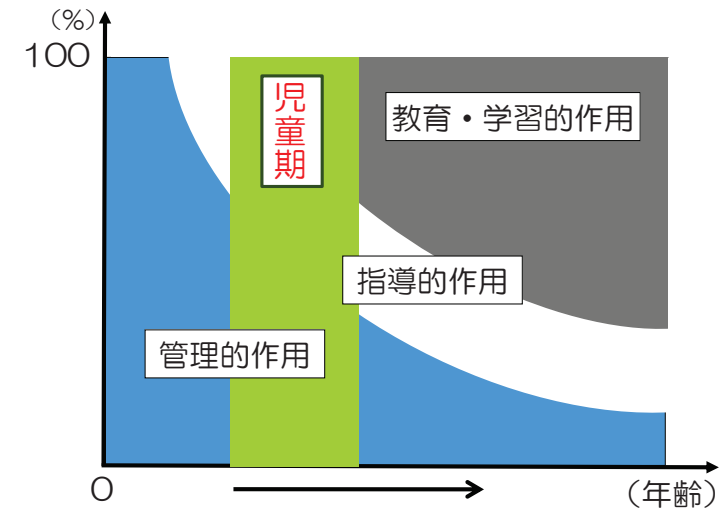 （%）
100
児童期
教育・学習的作用
指導的作用
管理的作用
0
（年齢）